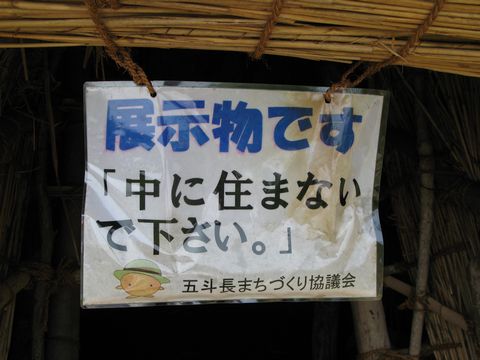 展示物です
「中に住まない
で下さい。」
五斗長まちづくり協議会